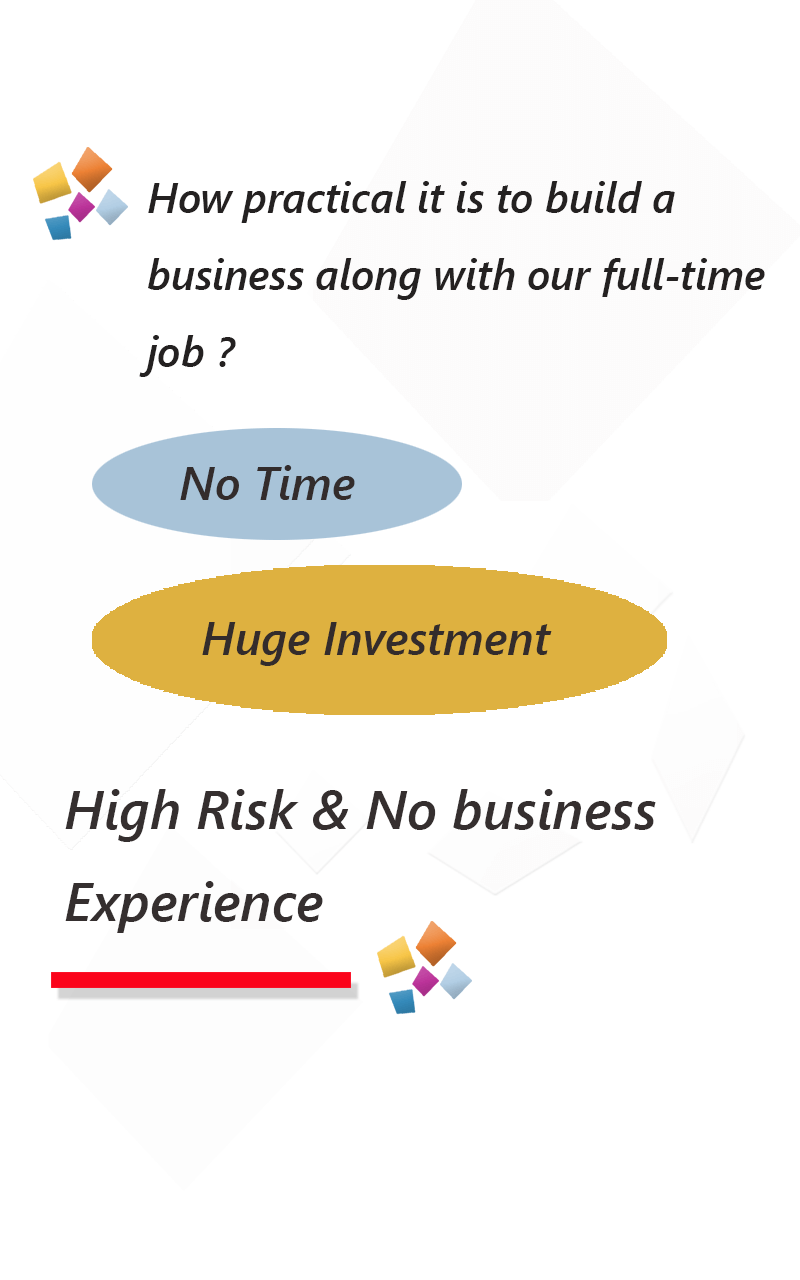 How practical it is to build a
business along with our full-time
job ?
No Time
Huge Investment
High Risk & No business
Experience